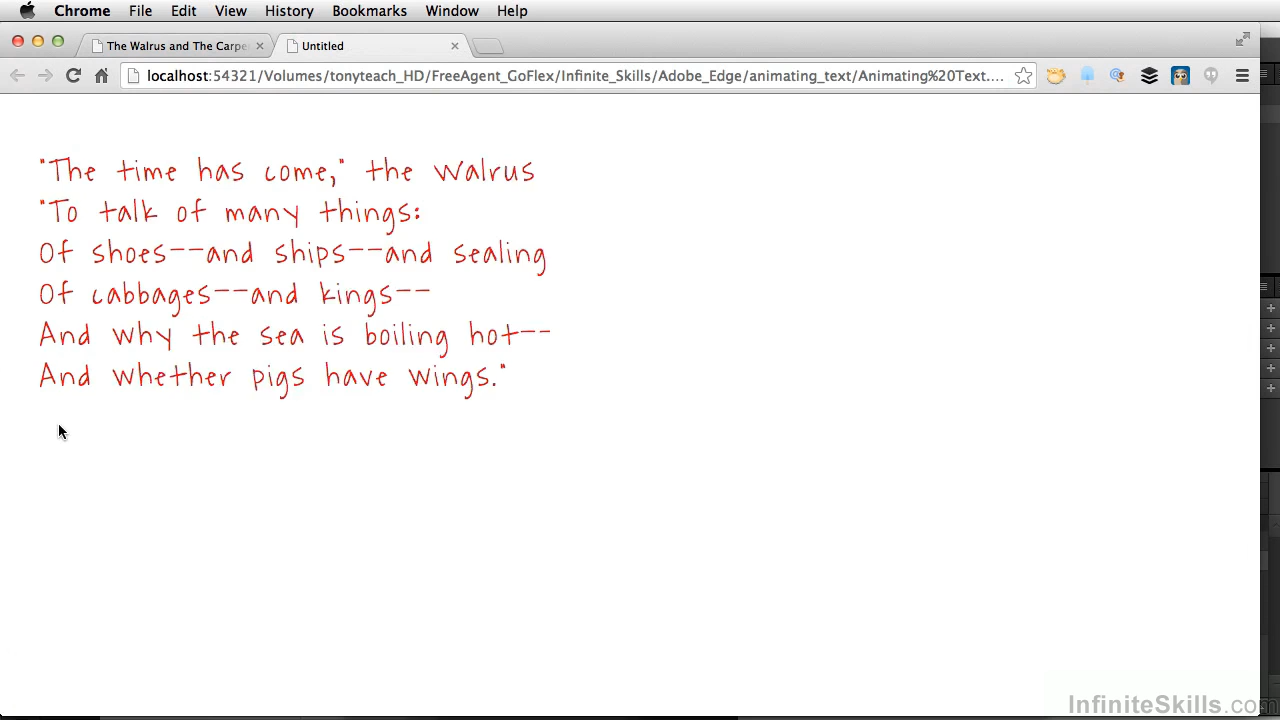 Chrome File Edit View History Bookmarks Window Help
The Walrus and The Carpe
Untitled
localhost:54321/Volumes/tonyteach_HD/FreeAgent_GoFlex/Infinite_Skills/Adobe_Edge/animating_text/Animating%20Text....
"The time has come," the Walrus
"To talk of many things:
Of shoes--and ships--and sealing
Of cabbages--and kings--
And why the sea is boiling hot--
And whether pigs have wings."
InfiniteSkills.com